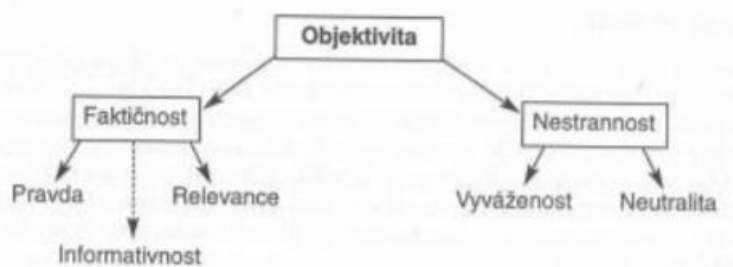 Objektivita
Faktičnost
Nestrannost
Pravda
Relevance
Vyváženost
Neutralita
Informativnost